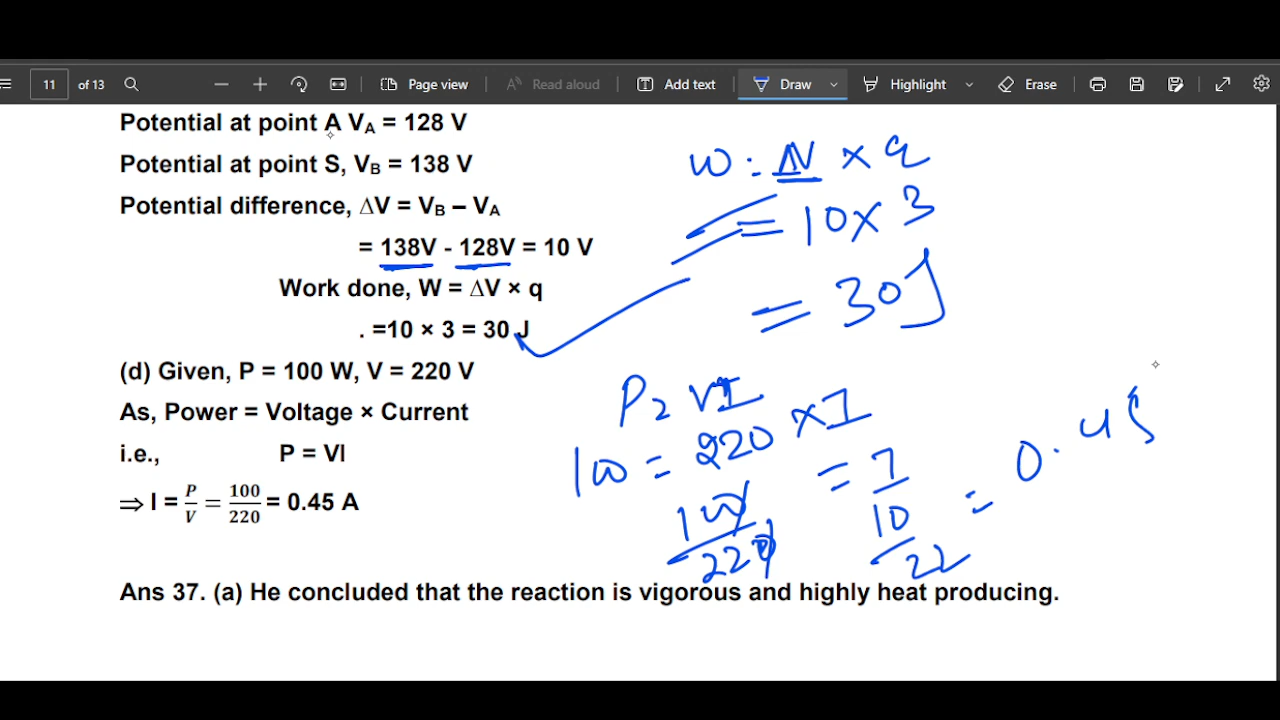 11 of 13 Page view Read aloud Add text Draw Highlight Erase
Potential at point A V_A = 128 V
Potential at point S, V_B = 138 V
Potential difference, ΔV = V_B – V_A
= 138V - 128V = 10 V
Work done, W = ΔV × q
. =10 × 3 = 30 J
(d) Given, P = 100 W, V = 220 V
As, Power = Voltage × Current
i.e., P = VI
⇒ I = P/V = 100/220 = 0.45 A
Ans 37. (a) He concluded that the reaction is vigorous and highly heat producing.
W = ΔV × q
= 10 × 3
= 30 J
P = VI
100 = 220 × I
100/220 = I
10/22 = 0.45